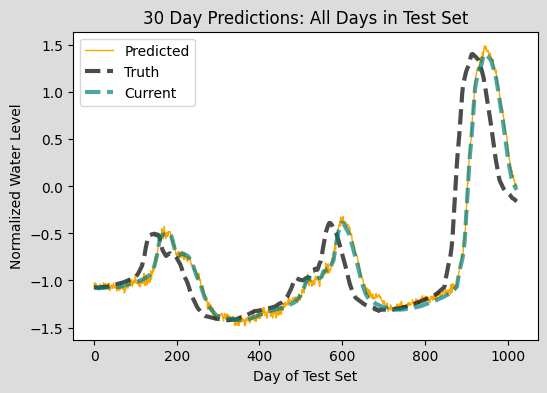 30 Day Predictions: All Days in Test Set
Predicted
Truth
Current
Normalized Water Level
1.5
1.0
0.5
0.0
−0.5
−1.0
−1.5
0
200
400
600
800
1000
Day of Test Set